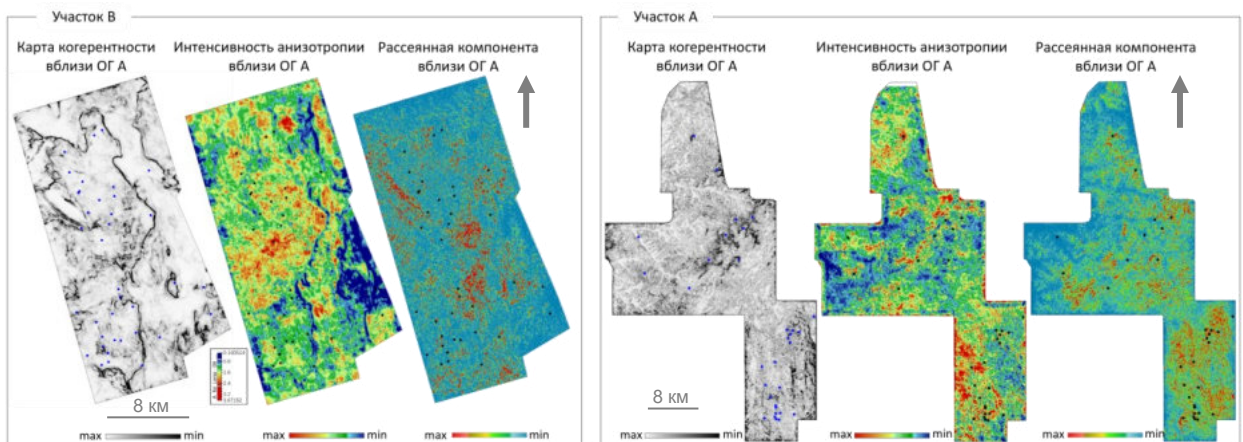 Участок B
Карта когерентности
вблизи ОГ А
Интенсивность анизотропии
вблизи ОГ А
Рассеянная компонента
вблизи ОГ А
8 км
max min
max min
max min
Участок A
Карта когерентности
вблизи ОГ А
Интенсивность анизотропии
вблизи ОГ А
Рассеянная компонента
вблизи ОГ А
8 км
max min
max min
max min